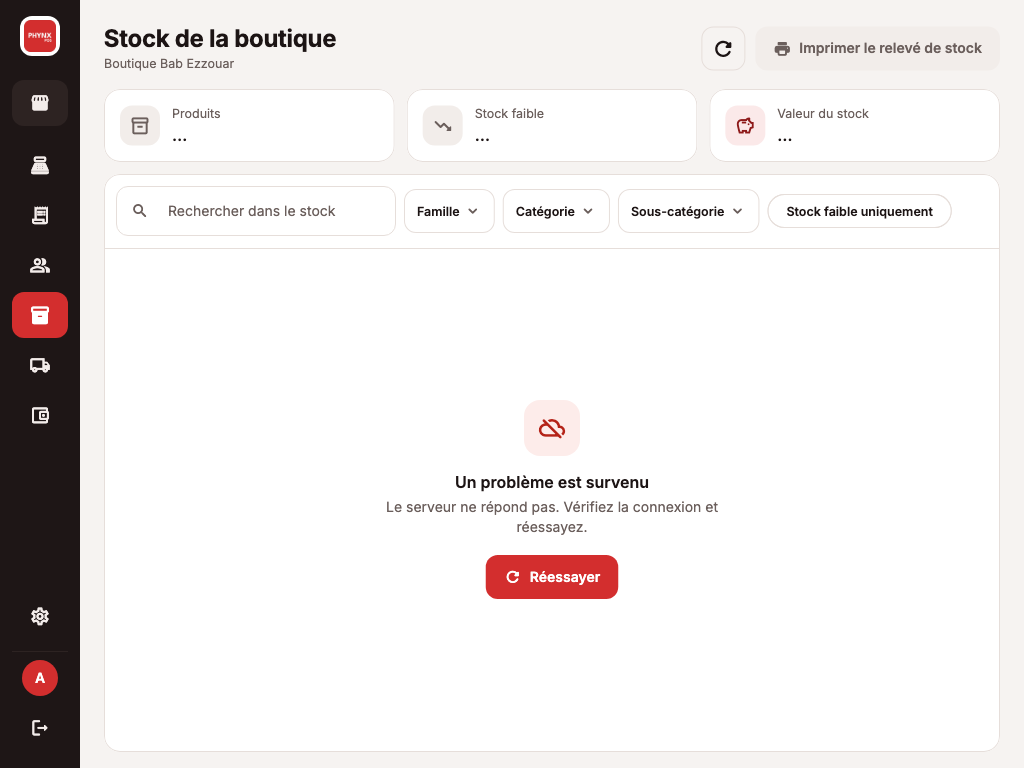 PHYNX
Stock de la boutique
Boutique Bab Ezzouar
Imprimer le relevé de stock
Produits
...
Stock faible
...
Valeur du stock
...
Rechercher dans le stock
Famille
Catégorie
Sous-catégorie
Stock faible uniquement
Un problème est survenu
Le serveur ne répond pas. Vérifiez la connexion et
réessayez.
Réessayer
A